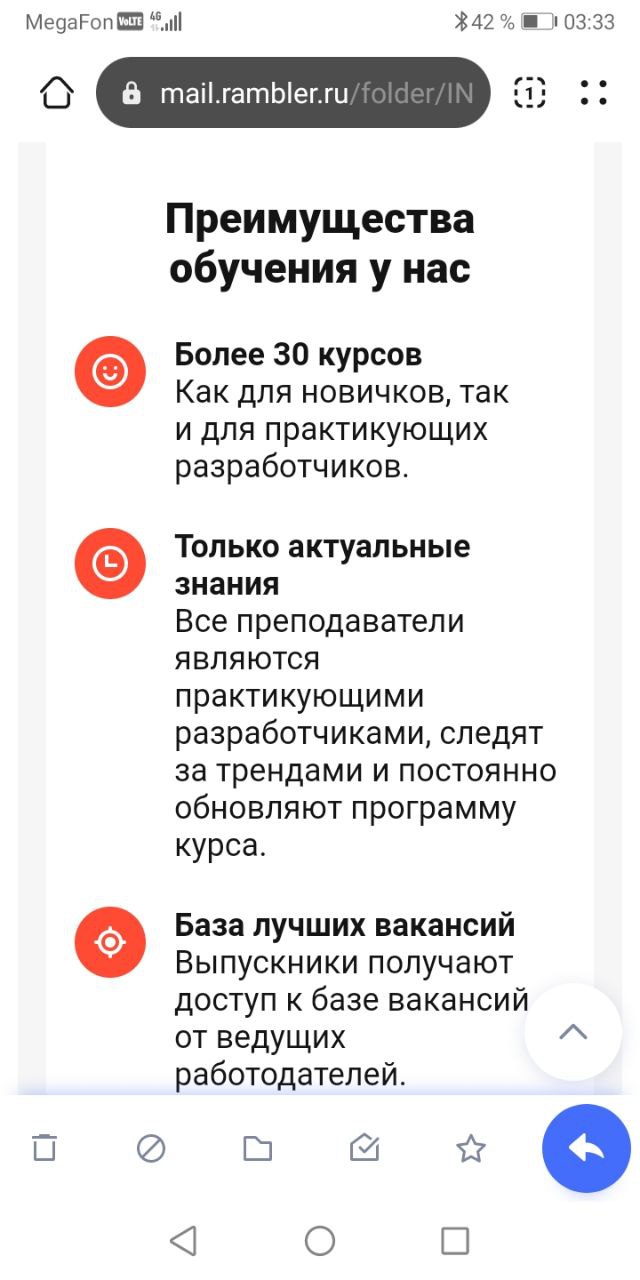 MegaFon VoLTE 4G 42 % 03:33
mail.rambler.ru/folder/IN 1
Преимущества
обучения у нас
Более 30 курсов
Как для новичков, так
и для практикующих
разработчиков.
Только актуальные
знания
Все преподаватели
являются
практикующими
разработчиками, следят
за трендами и постоянно
обновляют программу
курса.
База лучших вакансий
Выпускники получают
доступ к базе вакансий
от ведущих
работодателей.